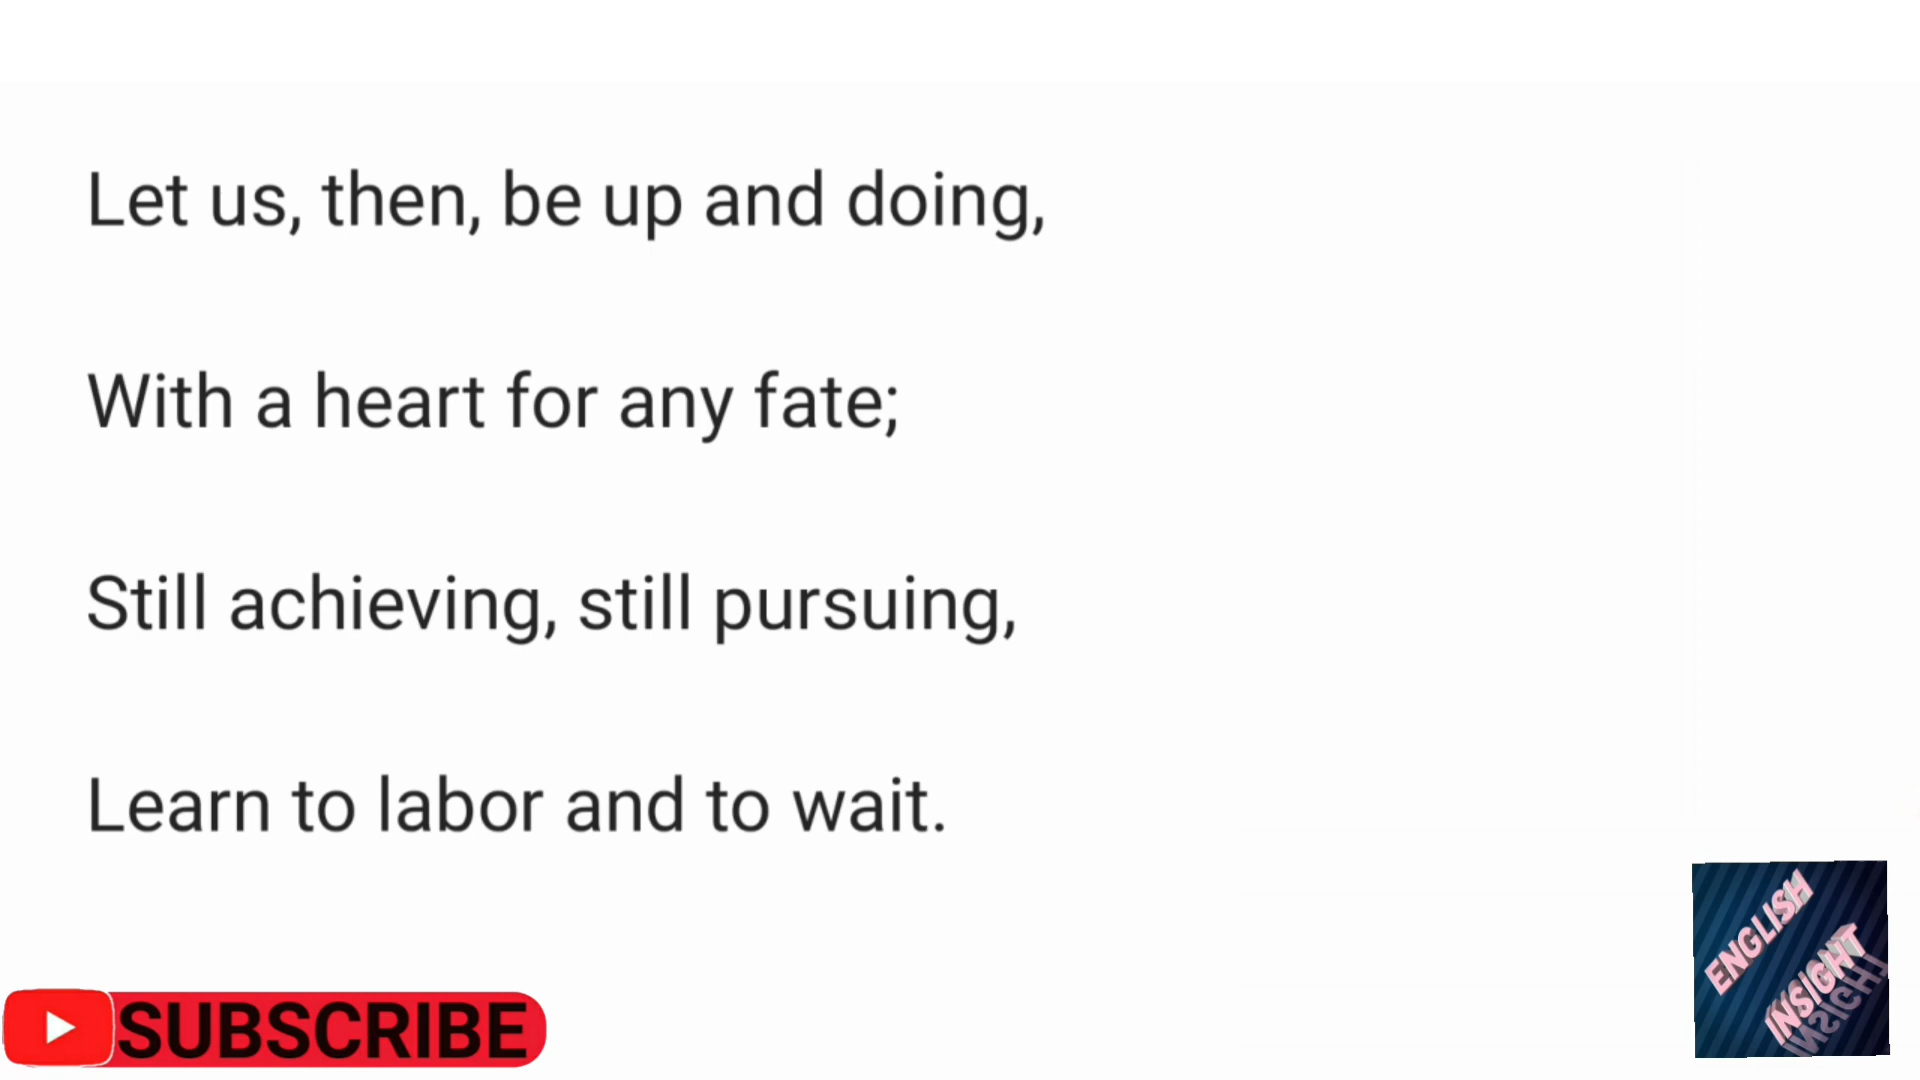 Let us, then, be up and doing,
With a heart for any fate;
Still achieving, still pursuing,
Learn to labor and to wait.
SUBSCRIBE
ENGLISH
INSIGHT